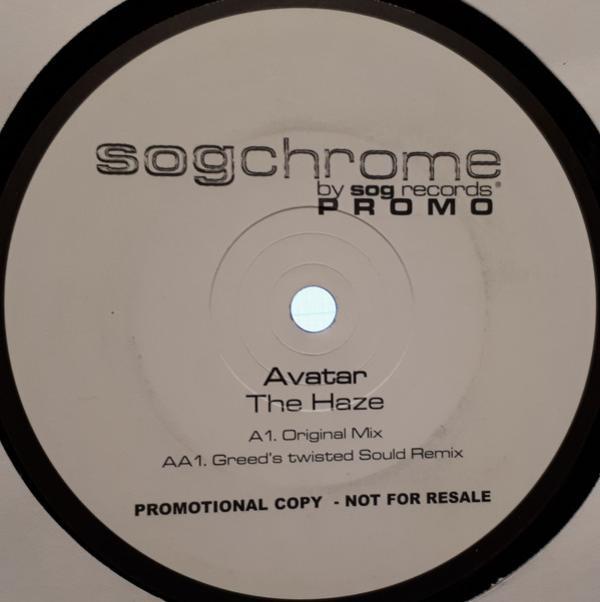 sogchrome
by sog records®
PROMO
Avatar
The Haze
A1. Original Mix
AA1. Greed's twisted Sould Remix
PROMOTIONAL COPY - NOT FOR RESALE